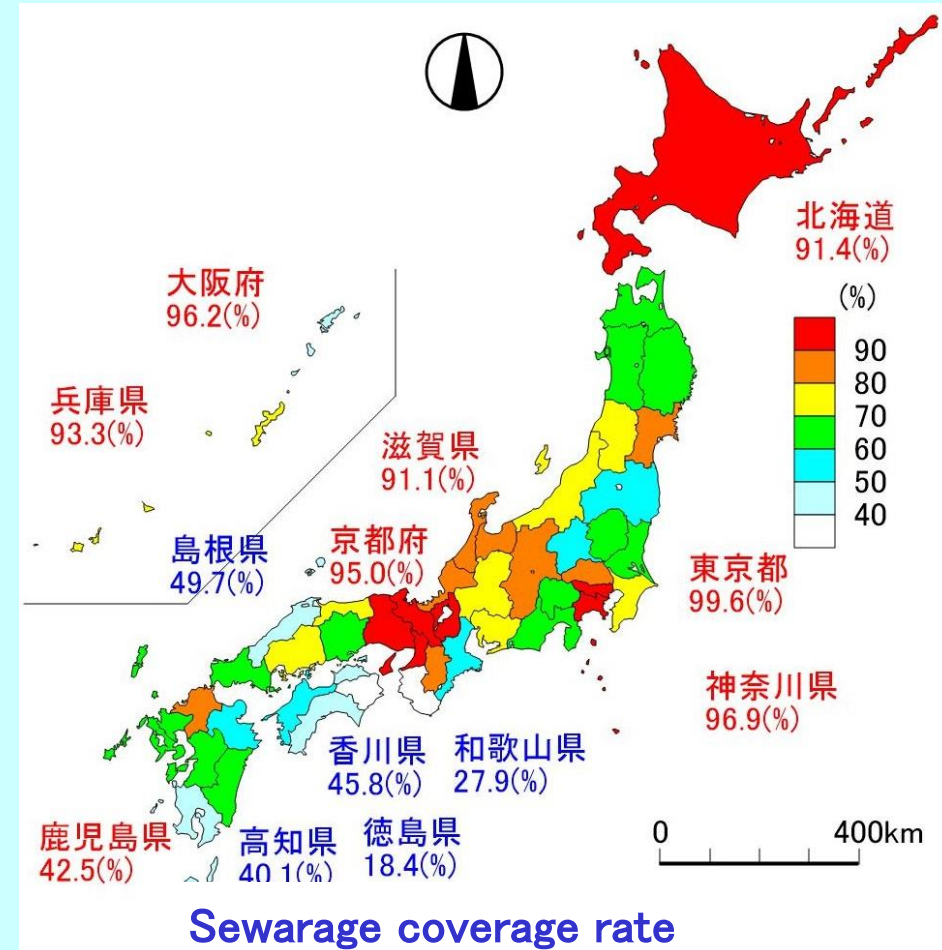 北海道
91.4(%)
大阪府
96.2(%)
(%)
90
80
70
60
50
40
兵庫県
93.3(%)
滋賀県
91.1(%)
島根県
49.7(%)
京都府
95.0(%)
東京都
99.6(%)
神奈川県
96.9(%)
香川県
45.8(%)
和歌山県
27.9(%)
鹿児島県
42.5(%)
高知県
40.1(%)
徳島県
18.4(%)
0 400km
Sewarage coverage rate